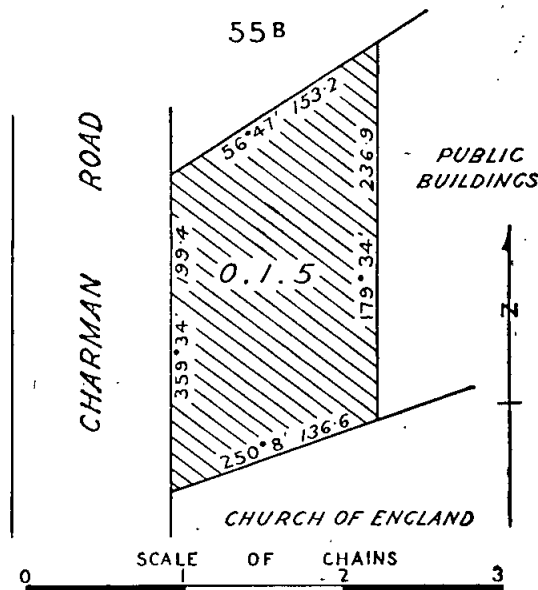 55B
CHARMAN ROAD
56°47' 153·2
PUBLIC
BUILDINGS
359°34' 199·4
0.1.5
179°34' 236·9
N
250°8' 136·6
CHURCH OF ENGLAND
SCALE OF CHAINS
0 1 2 3